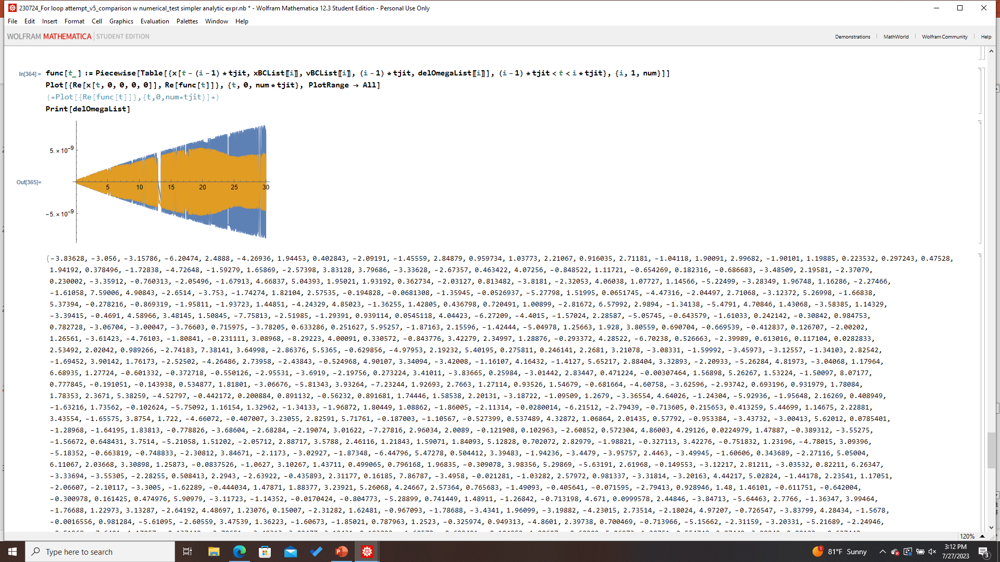 230724_For loop attempt_v5_comparison w numerical_test simpler analytic expr.nb * - Wolfram Mathematica 12.3 Student Edition - Personal Use Only
File Edit Insert Format Cell Graphics Evaluation Palettes Window Help
WOLFRAM MATHEMATICA STUDENT EDITION
Demonstrations MathWorld Wolfram Community Help
In[364]:= func[t_] := Piecewise[Table[{x[t - (i - 1) * tjit, xBCList[[i]], vBCList[[i]], (i - 1) * tjit, delOmegaList[[i]]], (i - 1) * tjit < t < i * tjit}, {i, 1, num}]]
Plot[{Re[x[t, 0, 0, 0, 0]], Re[func[t]]}, {t, 0, num * tjit}, PlotRange → All]
(*Plot[{Re[func[t]]},{t,0,num*tjit}]*)
Print[delOmegaList]
5. × 10^-9
Out[365]=
5 10 15 20 25 30
-5. × 10^-9
{-3.83628, -3.056, -3.15786, -6.20474, 2.4888, -4.26936, 1.94453, 0.402843, -2.09191, -1.45559, 2.84879, 0.959734, 1.03773, 2.21067, 0.916035, 2.71181, -1.04118, 1.90091, 2.99682, -1.90101, 1.19885, 0.223532, 0.297243, 0.47528,
1.94192, 0.378496, -1.72838, -4.72648, -1.59279, 1.65869, -2.57398, 3.83128, 3.79686, -3.33628, -2.67357, 0.463422, 4.07256, -0.848522, 1.11721, -0.654269, 0.182316, -0.686683, -3.48509, 2.19581, -2.37079,
0.230002, -3.35912, -0.760313, -2.05496, -1.67913, 4.66837, 5.04393, 1.95021, 1.93192, 0.362734, -2.03127, 0.813482, -3.8181, -2.32053, 4.06038, 1.07727, 1.14566, -5.22499, -3.28349, 1.96748, 1.16286, -2.27466,
-1.61058, 7.59006, 4.90843, -2.6514, -3.753, -1.74274, 1.82104, 2.57535, -0.194828, -0.0681308, -1.35945, -0.0526937, -5.27798, 1.51995, 0.0651745, -4.47316, -2.04497, 2.71068, -3.12372, 5.26998, -1.66838,
5.37394, -0.278216, -0.869319, -1.95811, -1.93723, 1.44851, -4.24329, 4.85023, -1.36255, 1.42805, 0.436798, 0.720491, 1.00899, -2.81672, 6.57992, 2.9894, -1.34138, -5.4791, 4.70846, 1.43068, -3.58385, 1.14329,
-3.39415, -0.4691, 4.58966, 3.48145, 1.50845, -7.75813, -2.51985, -1.29391, 0.939114, 0.0545118, 4.04423, -6.27209, -4.4015, -1.57024, 2.28587, -5.05745, -0.643579, -1.61033, 0.242142, -0.30842, 0.984753,
0.782728, -3.06704, -3.00047, -3.76603, 0.715975, -3.78205, 0.633286, 0.251627, 5.95257, -1.87163, 2.15596, -1.42444, -5.04978, 1.25663, 1.928, 3.80559, 0.690704, -0.669539, -0.412837, 0.126707, -2.00202,
1.26561, -3.61423, -4.76103, -1.80841, -0.231111, 3.08968, -8.29223, 4.00091, 0.330572, -0.843776, 3.42279, 2.34997, 1.28876, -0.293372, 4.28522, -6.70238, 0.526663, -2.39989, 0.613016, 0.117104, 0.0282833,
2.53492, 2.02042, 0.989266, -2.74183, 7.38141, 3.64998, -2.86376, 5.5365, -0.629856, -4.97953, 2.19232, 5.40195, 0.275811, 0.246141, 2.2681, 3.21078, -3.08331, -1.59992, -3.45973, -3.12557, -1.34103, 2.82542,
-1.69452, 3.90142, 1.76173, -2.52502, -4.26486, 2.73958, -2.43843, -0.524968, 4.90107, 3.34094, -3.42008, -1.16107, 4.16432, -1.4127, 5.65217, 2.88404, 3.32893, -2.20933, -5.26284, 4.81973, -3.04068, 1.17964,
6.68935, 1.27724, -0.601332, -0.372718, -0.550126, -2.95531, -3.6919, -2.19756, 0.273224, 3.41011, -3.83665, 0.25984, -3.01442, 2.83447, 0.471224, -0.00307464, 1.56898, 5.26267, 1.53224, -1.50097, 8.07177,
0.777845, -0.191051, -0.143938, 0.534877, 1.81801, -3.06676, -5.81343, 3.93264, -7.23244, 1.92693, 2.7663, 1.27114, 0.93526, 1.54679, -0.681664, -4.60758, -3.62596, -2.93742, 0.693196, 0.931979, 1.78084,
1.78353, 2.3671, 5.38259, -4.52797, -0.442172, 0.200884, 0.891132, -0.56232, 0.891681, 1.74446, 1.58538, 2.20131, -3.18722, -1.09509, 1.2679, -3.36554, 4.64026, -1.24304, -5.92936, -1.95648, 2.16269, 0.408949,
-1.63216, 1.73562, -0.102624, -5.75092, 1.16154, 1.32962, -1.34133, -1.96872, 1.80449, 1.08862, -1.86005, -2.11314, -0.0280014, -6.21512, -2.79439, -0.713605, 0.215653, 0.413259, 5.44699, 1.14675, 2.22881,
3.43554, -1.65575, 3.8754, 1.722, -4.66072, -0.407007, 3.23055, 2.82591, 5.71761, -0.187003, -1.10567, -0.527399, 0.537489, 4.32872, 1.06864, 2.01435, 0.57792, -0.953384, -3.43732, -3.00413, 5.62012, 0.0785401,
-1.28968, -1.64195, 1.83813, -0.778826, -3.68604, -2.68284, -2.19074, 3.01622, -7.27816, 2.96034, 2.0089, -0.121908, 0.102963, -2.60852, 0.572304, 4.86003, 4.29126, 0.0224979, 1.47887, -0.389312, -3.55275,
-1.56672, 0.648431, 3.7514, -5.21058, 1.51202, -2.05712, 2.88717, 3.5788, 2.46116, 1.21843, 1.59071, 1.84093, 5.12828, 0.702072, 2.82979, -1.98821, -0.327113, 3.42276, -0.751832, 1.23196, -4.78015, 3.09396,
-5.18352, -0.663819, -0.748833, -2.30812, 3.84671, -2.1173, -3.02927, -1.87348, -6.44796, 5.47278, 0.504412, 3.39483, -1.94236, -3.4479, -3.95757, 2.4463, -3.49945, -1.60606, 0.343689, -2.27116, 5.05004,
6.11067, 2.03668, 3.30898, 1.25873, -0.0837526, -1.0627, 3.10267, 1.43711, 0.499065, 0.796168, 1.96835, -0.309078, 3.98356, 5.29869, -5.63191, 2.61968, -0.149553, -3.12217, 2.81211, -3.03532, 0.82211, 6.26347,
-3.33694, -3.55305, -2.28255, 0.508413, 2.2943, -2.63922, -0.435893, 2.31177, 0.16185, 7.86787, -3.4958, -0.021281, -1.03282, 2.57972, 0.981337, -3.31814, -3.20163, 4.44217, 5.02824, -1.44178, 2.23541, 1.17051,
-2.06607, -2.10117, -3.3005, -1.62289, -0.444034, 1.47871, 1.88377, 3.23921, 5.26068, 4.24667, 2.57364, 0.765683, -1.49093, -0.405641, -0.071595, -2.79413, 0.928946, 1.48, 1.46101, -0.611751, -0.642004,
-0.300978, 0.161425, 0.474976, 5.90979, -3.11723, -1.14352, -0.0170424, -0.804773, -5.28899, 0.741449, 1.48911, -1.26842, -0.713198, 4.671, 0.0999578, 2.44846, -3.84713, -5.64463, 2.7766, -1.36347, 3.99464,
-1.76688, 1.22973, 3.13287, -2.64192, 4.48697, 1.23076, 0.15007, -2.31282, 1.62481, -0.967093, -1.78688, -3.4341, 1.96099, -3.19882, -4.23015, 2.73514, -2.18024, 4.97207, -0.726547, -3.83799, 4.28434, -1.5678,
-0.0016556, 0.981284, -5.61095, -2.60559, 3.47539, 1.36223, -1.60673, -1.85021, 0.787963, 1.2523, -0.325974, 0.949313, -4.8601, 2.39738, 0.700469, -0.713966, -5.15662, -2.31159, -3.20331, -5.21689, -2.24946,
120%
Type here to search
81°F Sunny
3:12 PM
7/27/2023
3